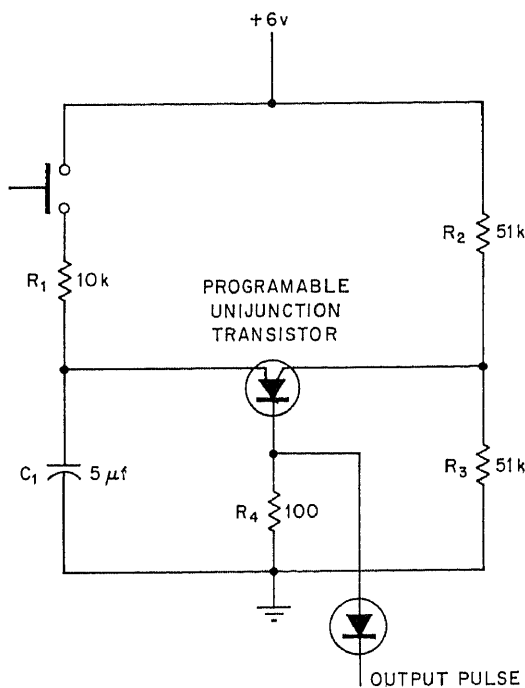 +6v
R2 51k
R1 10k
PROGRAMABLE
UNIJUNCTION
TRANSISTOR
C1 5 μf
R3 51k
R4 100
OUTPUT PULSE